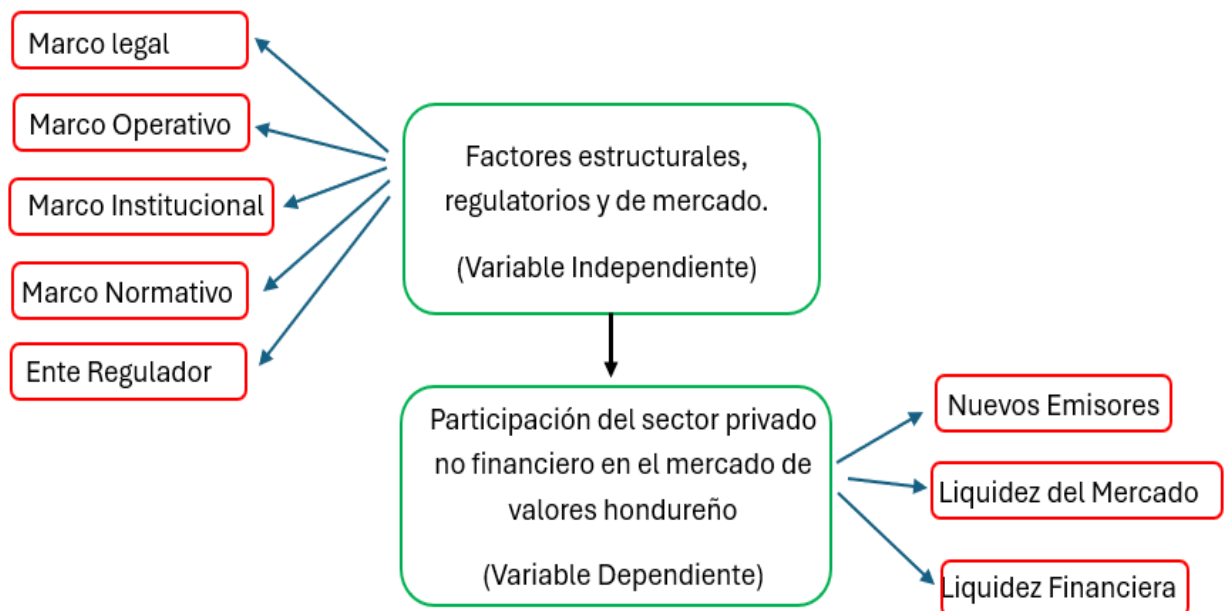 Marco legal
Marco Operativo
Marco Institucional
Marco Normativo
Ente Regulador
Factores estructurales,
regulatorios y de mercado.
(Variable Independiente)
Participación del sector privado
no financiero en el mercado de
valores hondureño
(Variable Dependiente)
Nuevos Emisores
Liquidez del Mercado
Liquidez Financiera